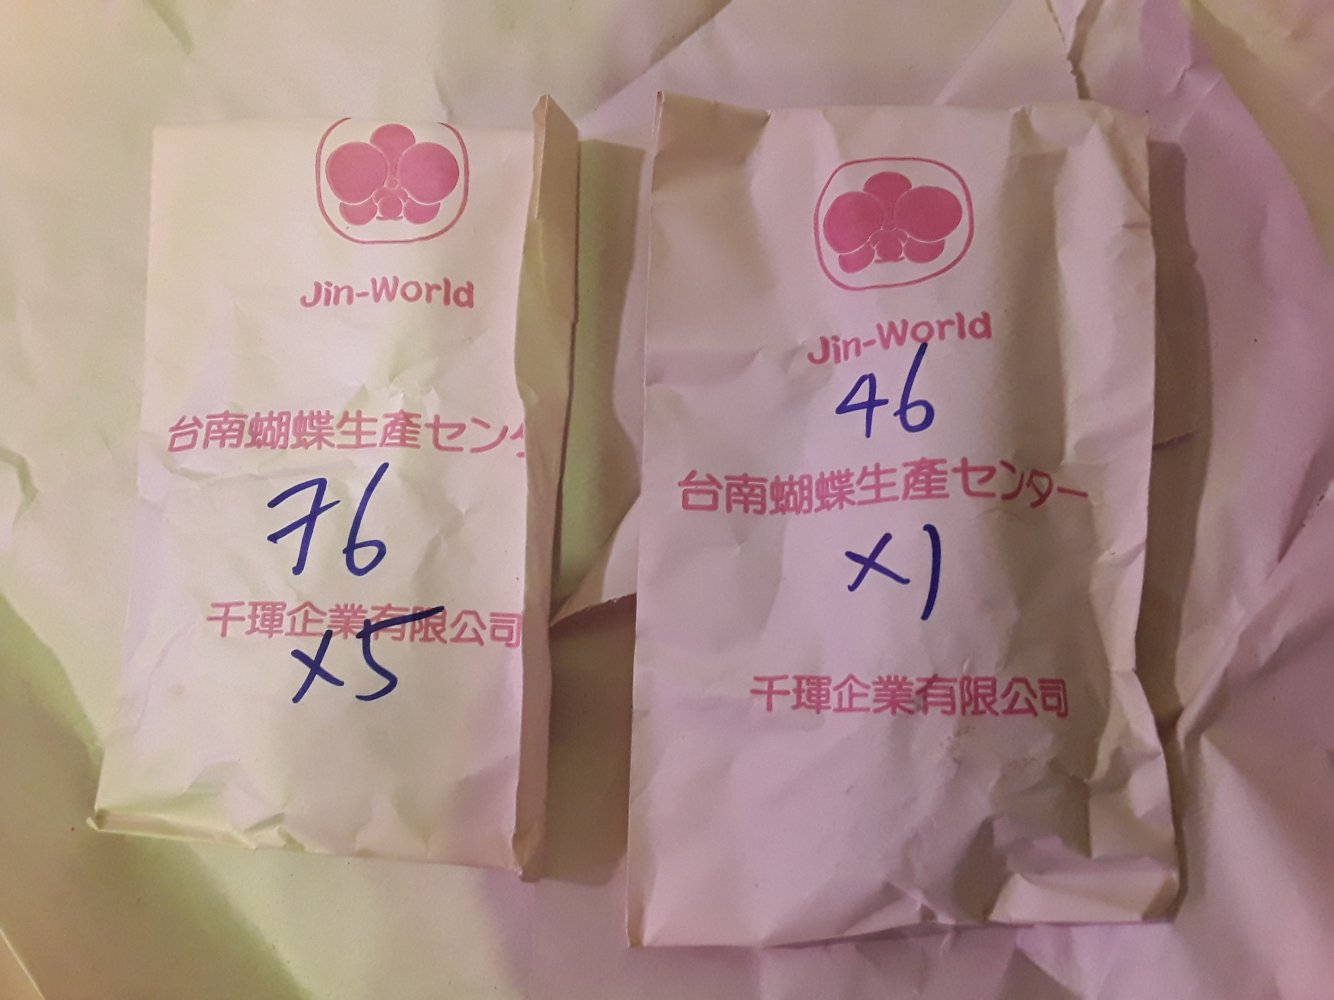 Jin-World
台南蝴蝶生產センタ
76
千琿企業有限公司
x5
Jin-World
46
台南蝴蝶生產センター
x1
千琿企業有限公司